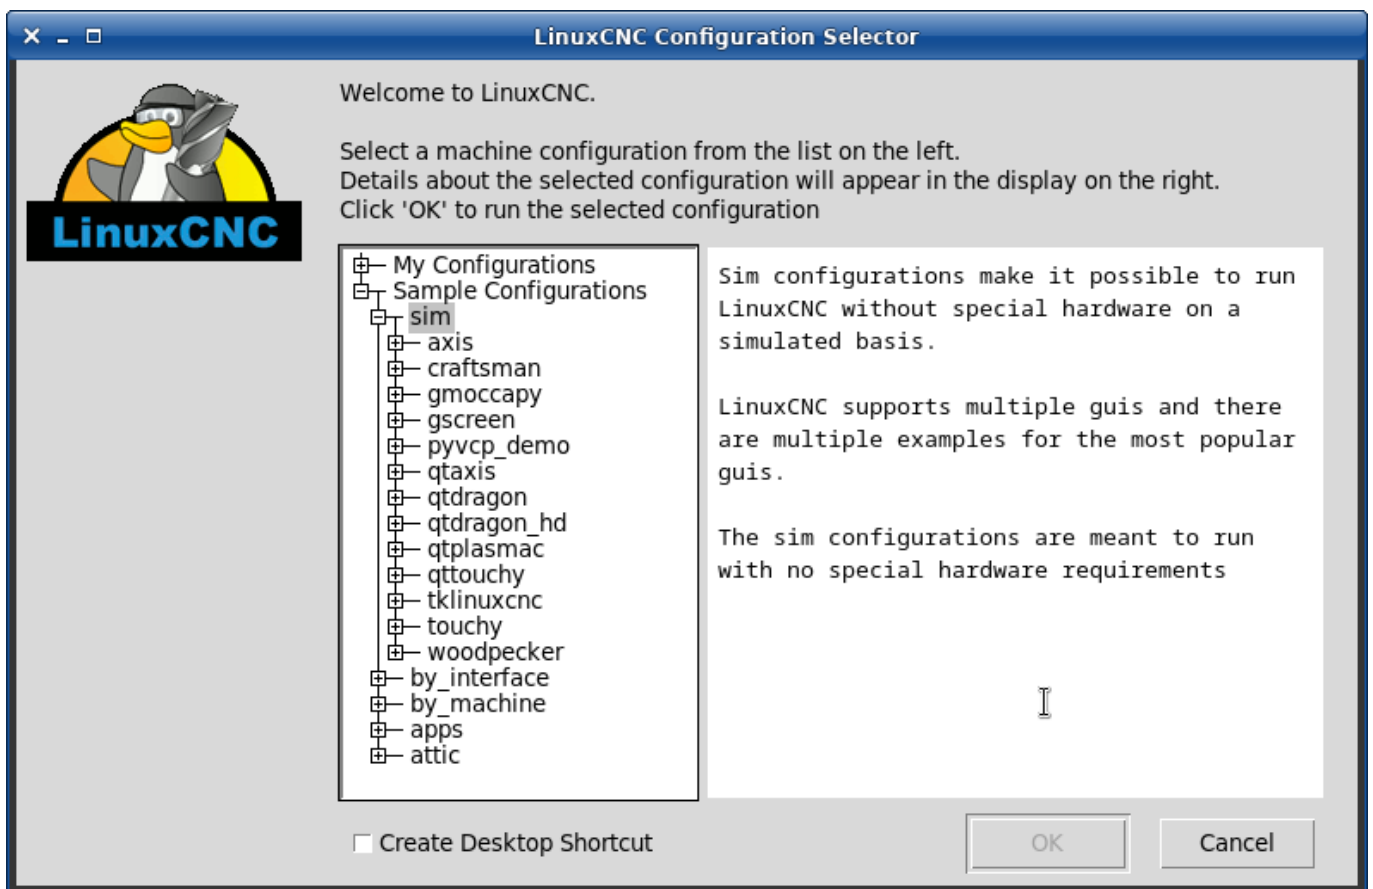 LinuxCNC Configuration Selector
LinuxCNC
Welcome to LinuxCNC.
Select a machine configuration from the list on the left.
Details about the selected configuration will appear in the display on the right.
Click 'OK' to run the selected configuration
My Configurations
Sample Configurations
sim
axis
craftsman
gmoccapy
gscreen
pyvcp_demo
qtaxis
qtdragon
qtdragon_hd
qtplasmac
qttouchy
tklinuxcnc
touchy
woodpecker
by_interface
by_machine
apps
attic
Sim configurations make it possible to run
LinuxCNC without special hardware on a
simulated basis.
LinuxCNC supports multiple guis and there
are multiple examples for the most popular
guis.
The sim configurations are meant to run
with no special hardware requirements
Create Desktop Shortcut
OK
Cancel